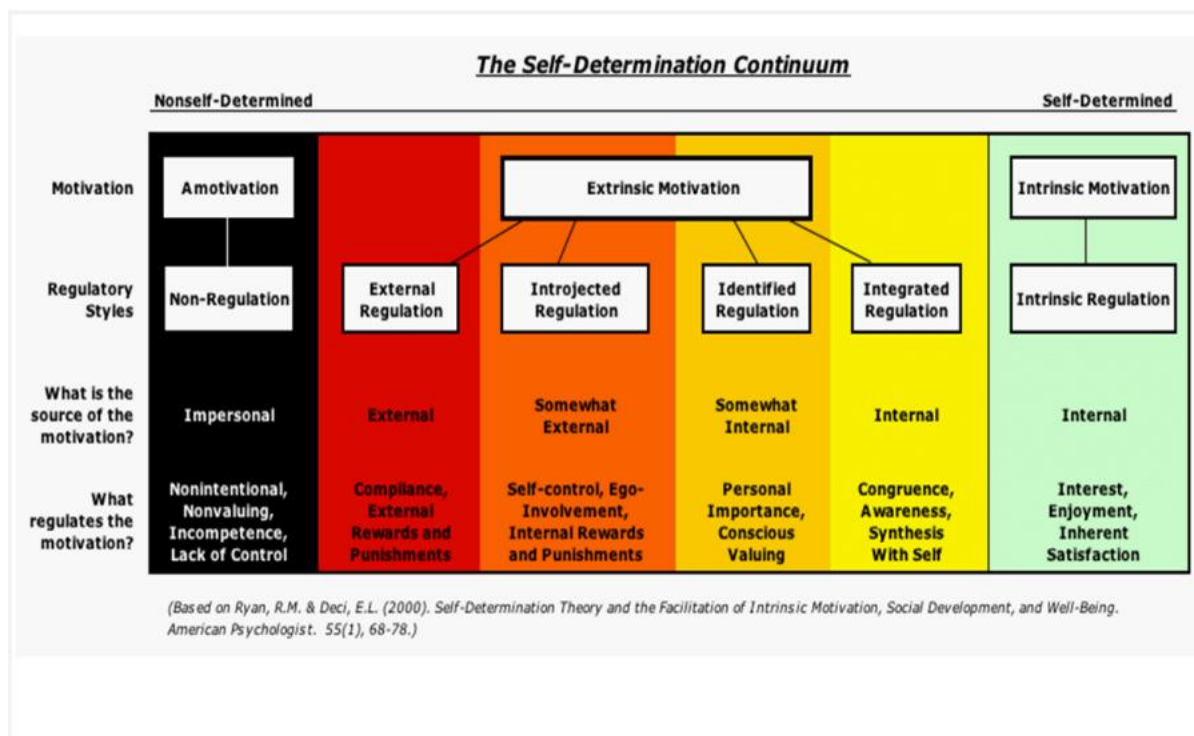 The Self-Determination Continuum
Nonself-Determined
Self-Determined
Motivation
Amotivation
Extrinsic Motivation
Intrinsic Motivation
Regulatory
Styles
Non-Regulation
External
Regulation
Introjected
Regulation
Identified
Regulation
Integrated
Regulation
Intrinsic Regulation
What is the
source of the
motivation?
Impersonal
External
Somewhat
External
Somewhat
Internal
Internal
Internal
What
regulates the
motivation?
Nonintentional,
Nonvaluing,
Incompetence,
Lack of Control
Compliance,
External
Rewards and
Punishments
Self-control, Ego-
Involvement,
Internal Rewards
and Punishments
Personal
Importance,
Conscious
Valuing
Congruence,
Awareness,
Synthesis
With Self
Interest,
Enjoyment,
Inherent
Satisfaction
(Based on Ryan, R.M. & Deci, E.L. (2000). Self-Determination Theory and the Facilitation of Intrinsic Motivation, Social Development, and Well-Being.
American Psychologist. 55(1), 68-78.)